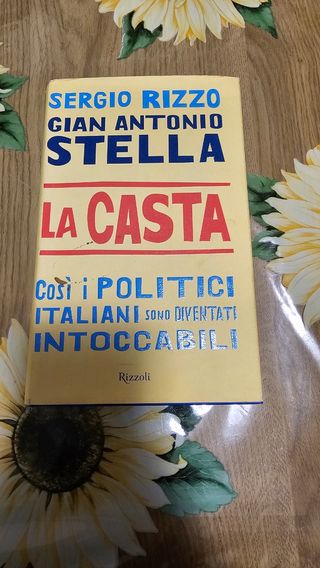 SERGIO RIZZO
GIAN ANTONIO
STELLA
LA CASTA
COSÌ i POLITICI
ITALIANI SONO DIVENTATI
INTOCCABILI
Rizzoli